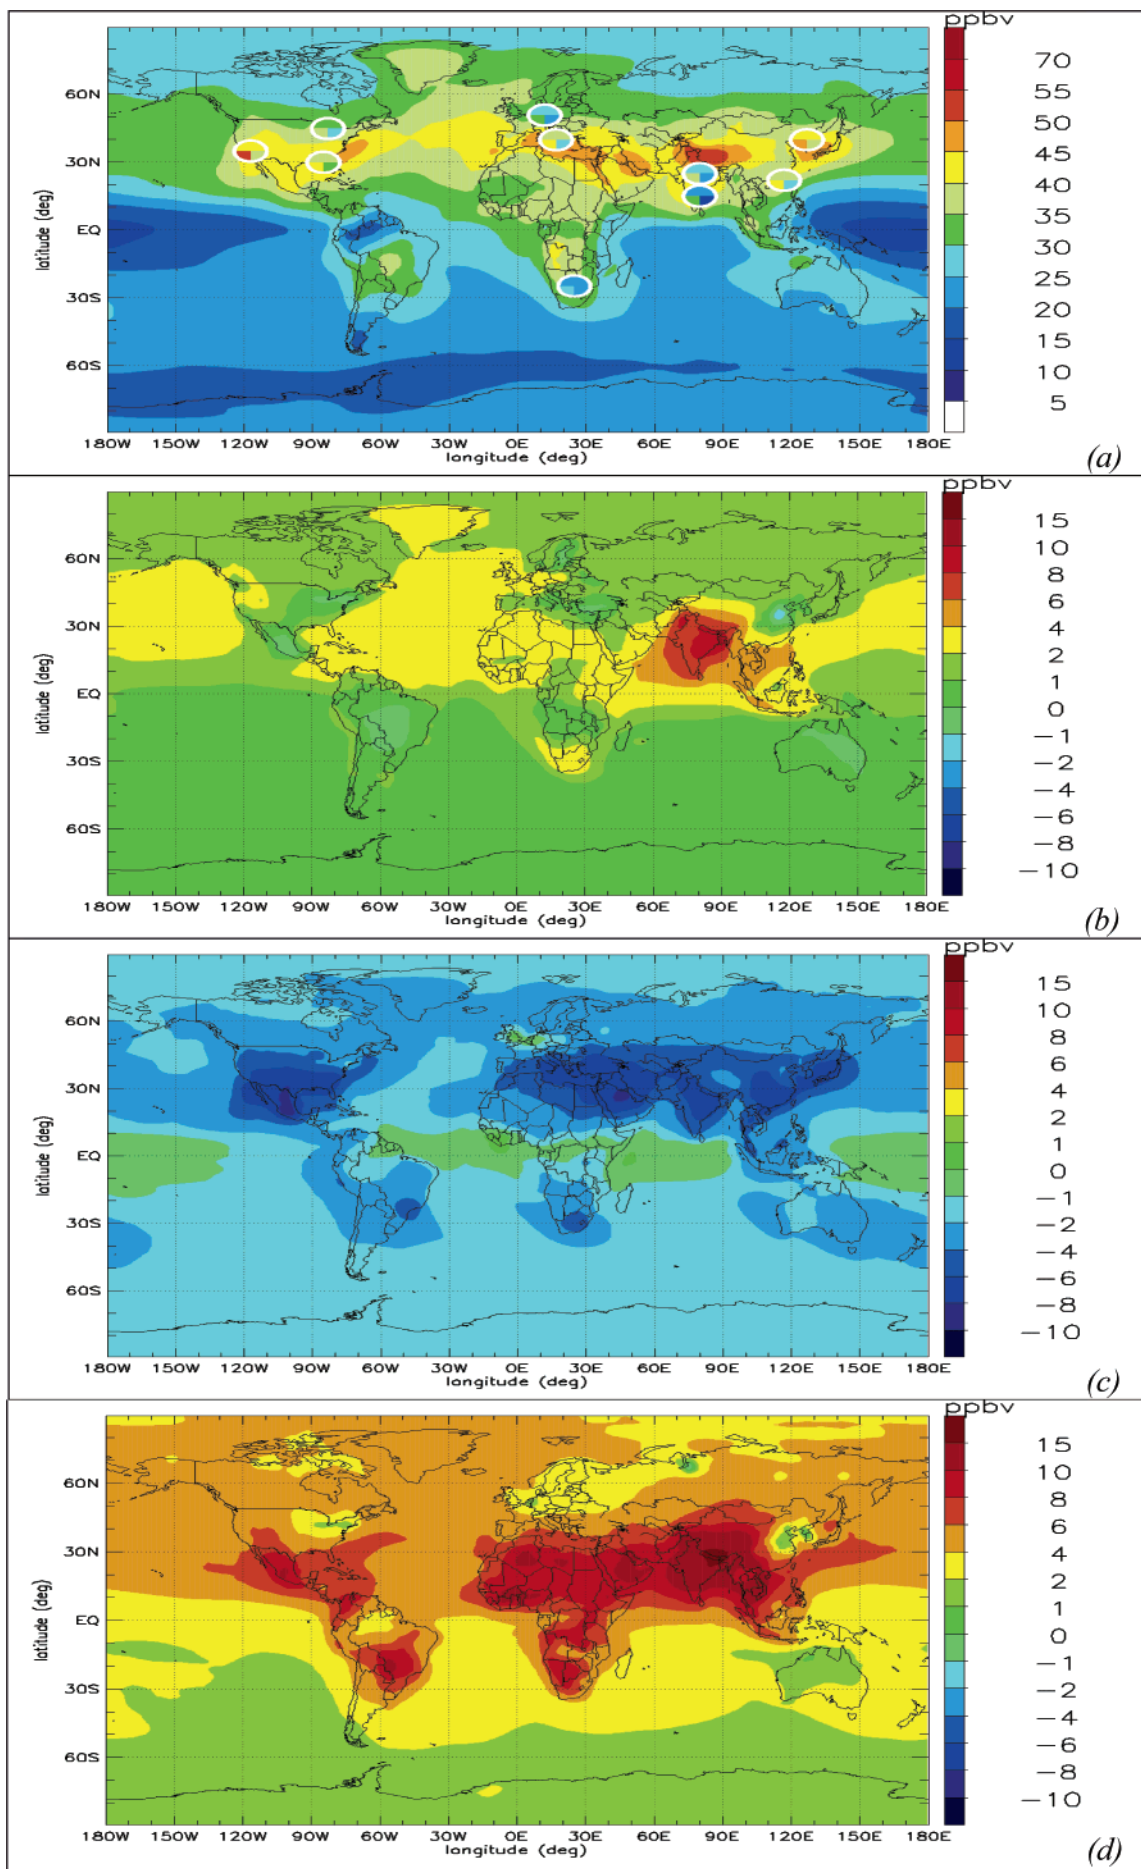 ppbv
60N
30N
EQ
30S
60S
latitude (deg)
180W 150W 120W 90W 60W 30W 0E 30E 60E 90E 120E 150E 180E
longitude (deg)
70
55
50
45
40
35
30
25
20
15
10
5
(a)
ppbv
60N
30N
EQ
30S
60S
latitude (deg)
180W 150W 120W 90W 60W 30W 0E 30E 60E 90E 120E 150E 180E
longitude (deg)
15
10
8
6
4
2
1
0
−1
−2
−4
−6
−8
−10
(b)
ppbv
60N
30N
EQ
30S
60S
latitude (deg)
180W 150W 120W 90W 60W 30W 0E 30E 60E 90E 120E 150E 180E
longitude (deg)
15
10
8
6
4
2
1
0
−1
−2
−4
−6
−8
−10
(c)
ppbv
60N
30N
EQ
30S
60S
latitude (deg)
180W 150W 120W 90W 60W 30W 0E 30E 60E 90E 120E 150E 180E
longitude (deg)
15
10
8
6
4
2
1
0
−1
−2
−4
−6
−8
−10
(d)